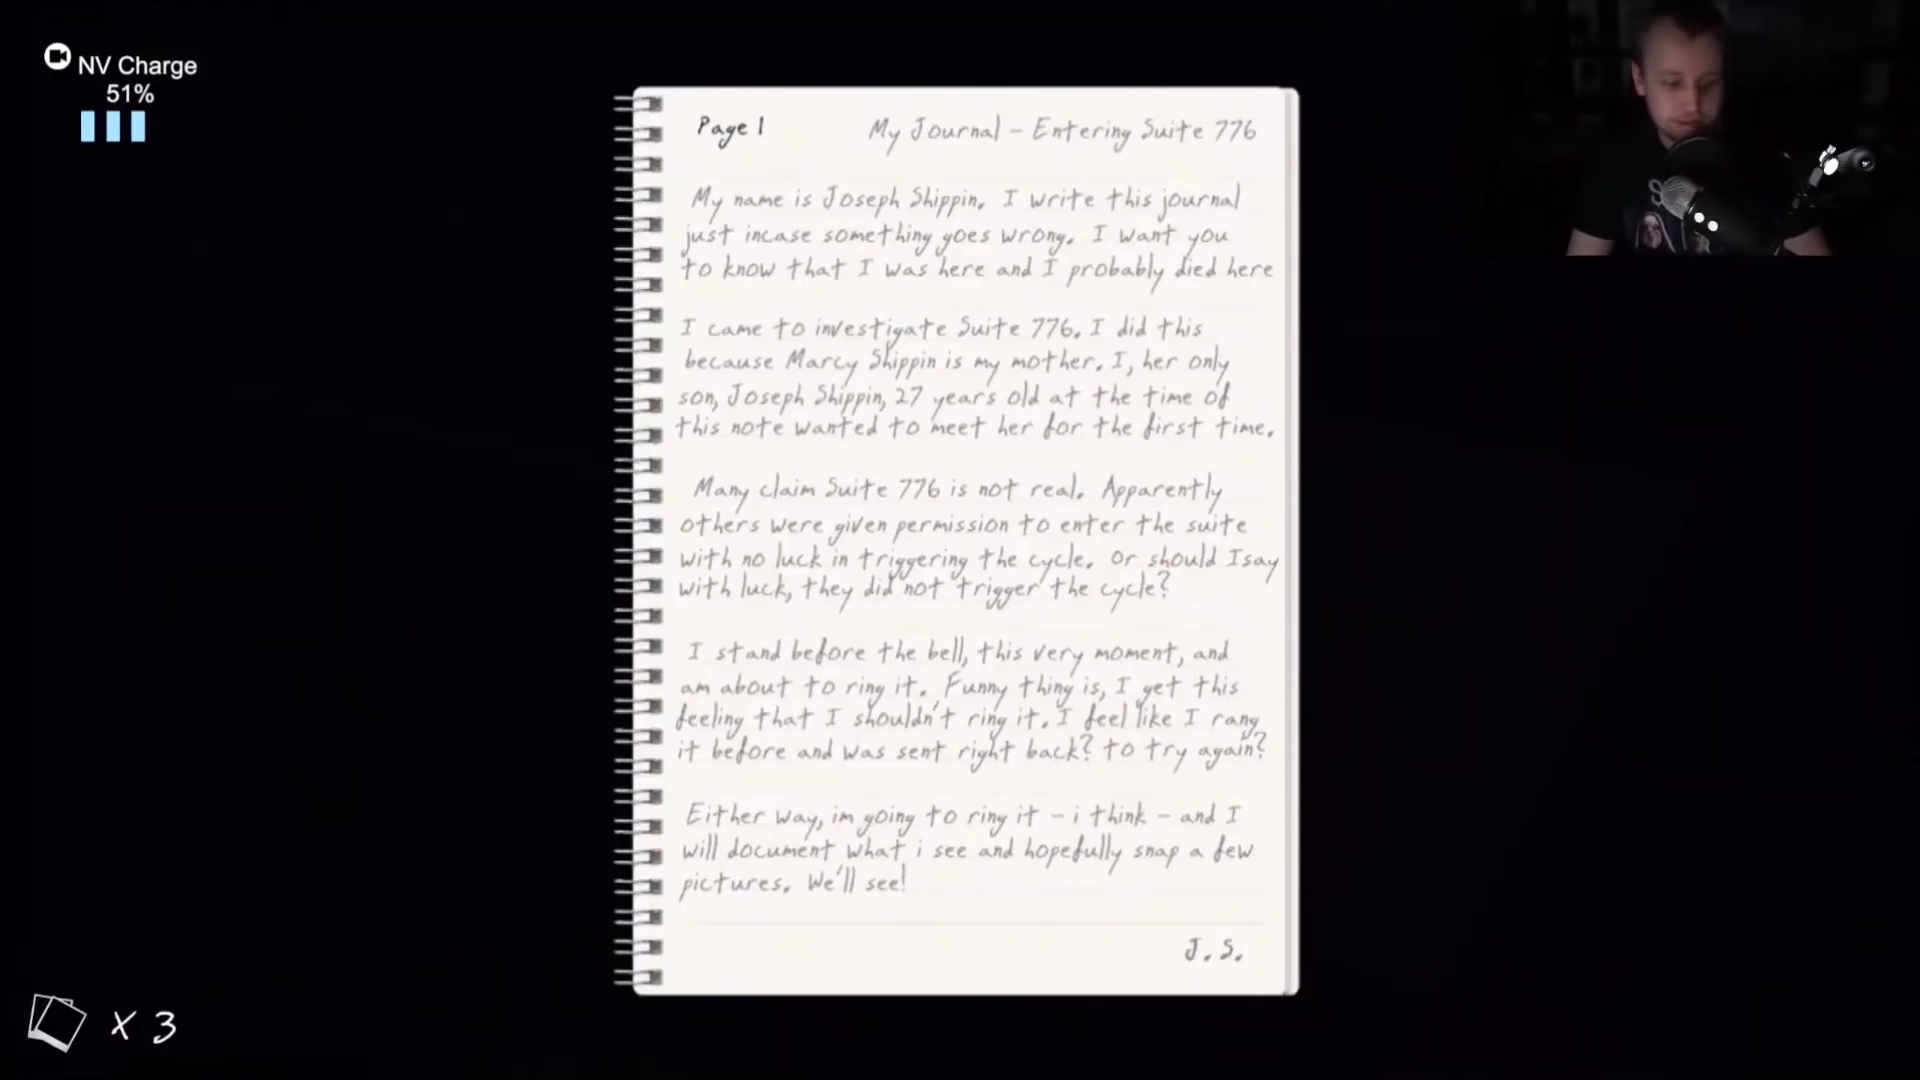 NV Charge
51%
Page 1
My Journal - Entering Suite 776
My name is Joseph Shippin. I write this journal
just incase something goes wrong. I want you
to know that I was here and I probably died here
I came to investigate Suite 776. I did this
because Marcy Shippin is my mother. I, her only
son, Joseph Shippin, 27 years old at the time of
this note wanted to meet her for the first time.
Many claim Suite 776 is not real. Apparently
others were given permission to enter the suite
with no luck in triggering the cycle. Or should I say
with luck, they did not trigger the cycle?
I stand before the bell, this very moment, and
am about to ring it. Funny thing is, I get this
feeling that I shouldn't ring it. I feel like I rang
it before and was sent right back? to try again?
Either way, im going to ring it - i think - and I
will document what i see and hopefully snap a few
pictures. We'll see!
J. S.
X 3